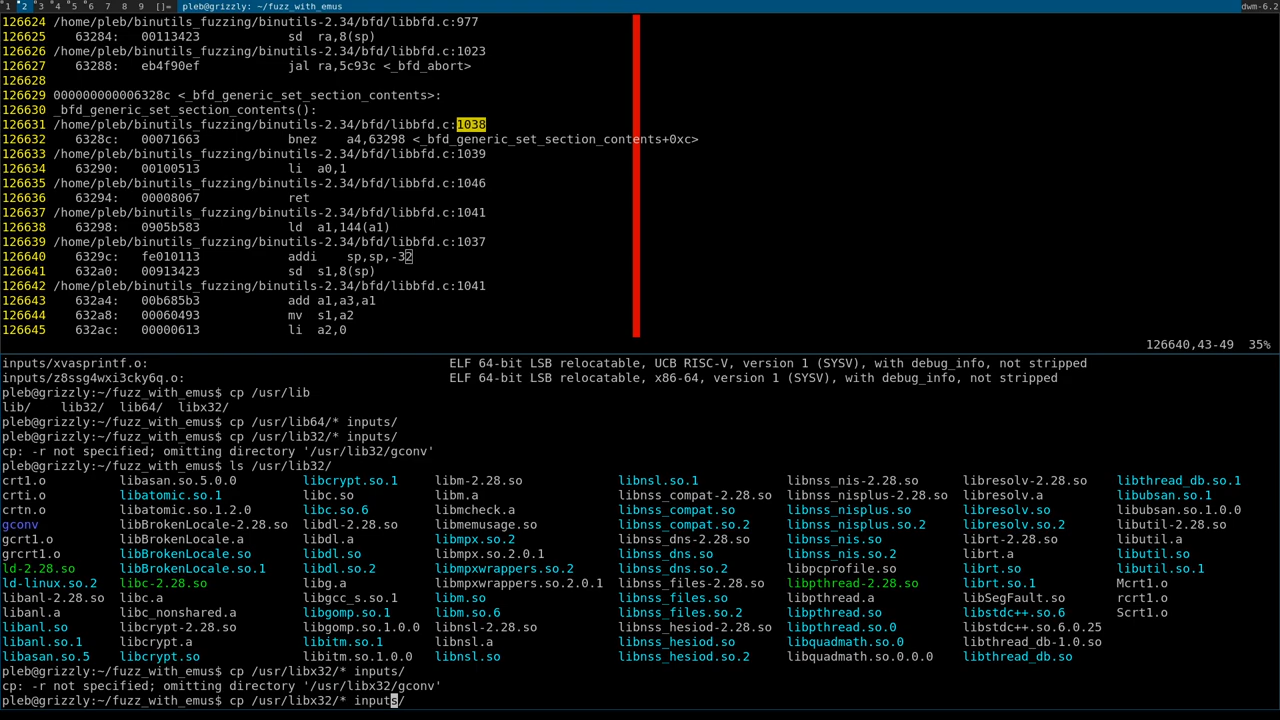 1 2 3 4 5 6 7 8 9 []= pleb@grizzly: ~/fuzz_with_emus dwm-6.2
126624 /home/pleb/binutils_fuzzing/binutils-2.34/bfd/libbfd.c:977
126625 63284: 00113423 sd ra,8(sp)
126626 /home/pleb/binutils_fuzzing/binutils-2.34/bfd/libbfd.c:1023
126627 63288: eb4f90ef jal ra,5c93c <_bfd_abort>
126628
126629 000000000006328c <_bfd_generic_set_section_contents>:
126630 _bfd_generic_set_section_contents():
126631 /home/pleb/binutils_fuzzing/binutils-2.34/bfd/libbfd.c:1038
126632 6328c: 00071663 bnez a4,63298 <_bfd_generic_set_section_contents+0xc>
126633 /home/pleb/binutils_fuzzing/binutils-2.34/bfd/libbfd.c:1039
126634 63290: 00100513 li a0,1
126635 /home/pleb/binutils_fuzzing/binutils-2.34/bfd/libbfd.c:1046
126636 63294: 00008067 ret
126637 /home/pleb/binutils_fuzzing/binutils-2.34/bfd/libbfd.c:1041
126638 63298: 0905b583 ld a1,144(a1)
126639 /home/pleb/binutils_fuzzing/binutils-2.34/bfd/libbfd.c:1037
126640 6329c: fe010113 addi sp,sp,-32
126641 632a0: 00913423 sd s1,8(sp)
126642 /home/pleb/binutils_fuzzing/binutils-2.34/bfd/libbfd.c:1041
126643 632a4: 00b685b3 add a1,a3,a1
126644 632a8: 00060493 mv s1,a2
126645 632ac: 00000613 li a2,0
126640,43-49 35%
inputs/xvasprintf.o: ELF 64-bit LSB relocatable, UCB RISC-V, version 1 (SYSV), with debug_info, not stripped
inputs/z8ssg4wxi3cky6q.o: ELF 64-bit LSB relocatable, x86-64, version 1 (SYSV), with debug_info, not stripped
pleb@grizzly:~/fuzz_with_emus$ cp /usr/lib
lib/ lib32/ lib64/ libx32/
pleb@grizzly:~/fuzz_with_emus$ cp /usr/lib64/* inputs/
pleb@grizzly:~/fuzz_with_emus$ cp /usr/lib32/* inputs/
cp: -r not specified; omitting directory '/usr/lib32/gconv'
pleb@grizzly:~/fuzz_with_emus$ ls /usr/lib32/
crt1.o libasan.so.5.0.0 libcrypt.so.1 libm-2.28.so libnsl.so.1 libnss_nis-2.28.so libresolv-2.28.so libthread_db.so.1
crti.o libatomic.so.1 libc.so libm.a libnss_compat-2.28.so libnss_nisplus-2.28.so libresolv.a libubsan.so.1
crtn.o libatomic.so.1.2.0 libc.so.6 libmcheck.a libnss_compat.so libnss_nisplus.so libresolv.so libubsan.so.1.0.0
gconv libBrokenLocale-2.28.so libdl-2.28.so libmemusage.so libnss_compat.so.2 libnss_nisplus.so.2 libresolv.so.2 libutil-2.28.so
gcrt1.o libBrokenLocale.a libdl.a libmpx.so.2 libnss_dns-2.28.so libnss_nis.so librt-2.28.so libutil.a
grcrt1.o libBrokenLocale.so libdl.so libmpx.so.2.0.1 libnss_dns.so libnss_nis.so.2 librt.a libutil.so
ld-2.28.so libBrokenLocale.so.1 libdl.so.2 libmpxwrappers.so.2 libnss_dns.so.2 libpcprofile.so librt.so libutil.so.1
ld-linux.so.2 libc-2.28.so libg.a libmpxwrappers.so.2.0.1 libnss_files-2.28.so libpthread-2.28.so librt.so.1 Mcrt1.o
libanl-2.28.so libc.a libgcc_s.so.1 libm.so libnss_files.so libpthread.a libSegFault.so rcrt1.o
libanl.a libc_nonshared.a libgomp.so.1 libm.so.6 libnss_files.so.2 libpthread.so libstdc++.so.6 Scrt1.o
libanl.so libcrypt-2.28.so libgomp.so.1.0.0 libnsl-2.28.so libnss_hesiod-2.28.so libpthread.so.0 libstdc++.so.6.0.25
libanl.so.1 libcrypt.a libitm.so.1 libnsl.a libnss_hesiod.so libquadmath.so.0 libthread_db-1.0.so
libasan.so.5 libcrypt.so libitm.so.1.0.0 libnsl.so libnss_hesiod.so.2 libquadmath.so.0.0.0 libthread_db.so
pleb@grizzly:~/fuzz_with_emus$ cp /usr/libx32/* inputs/
cp: -r not specified; omitting directory '/usr/libx32/gconv'
pleb@grizzly:~/fuzz_with_emus$ cp /usr/libx32/* inputs/